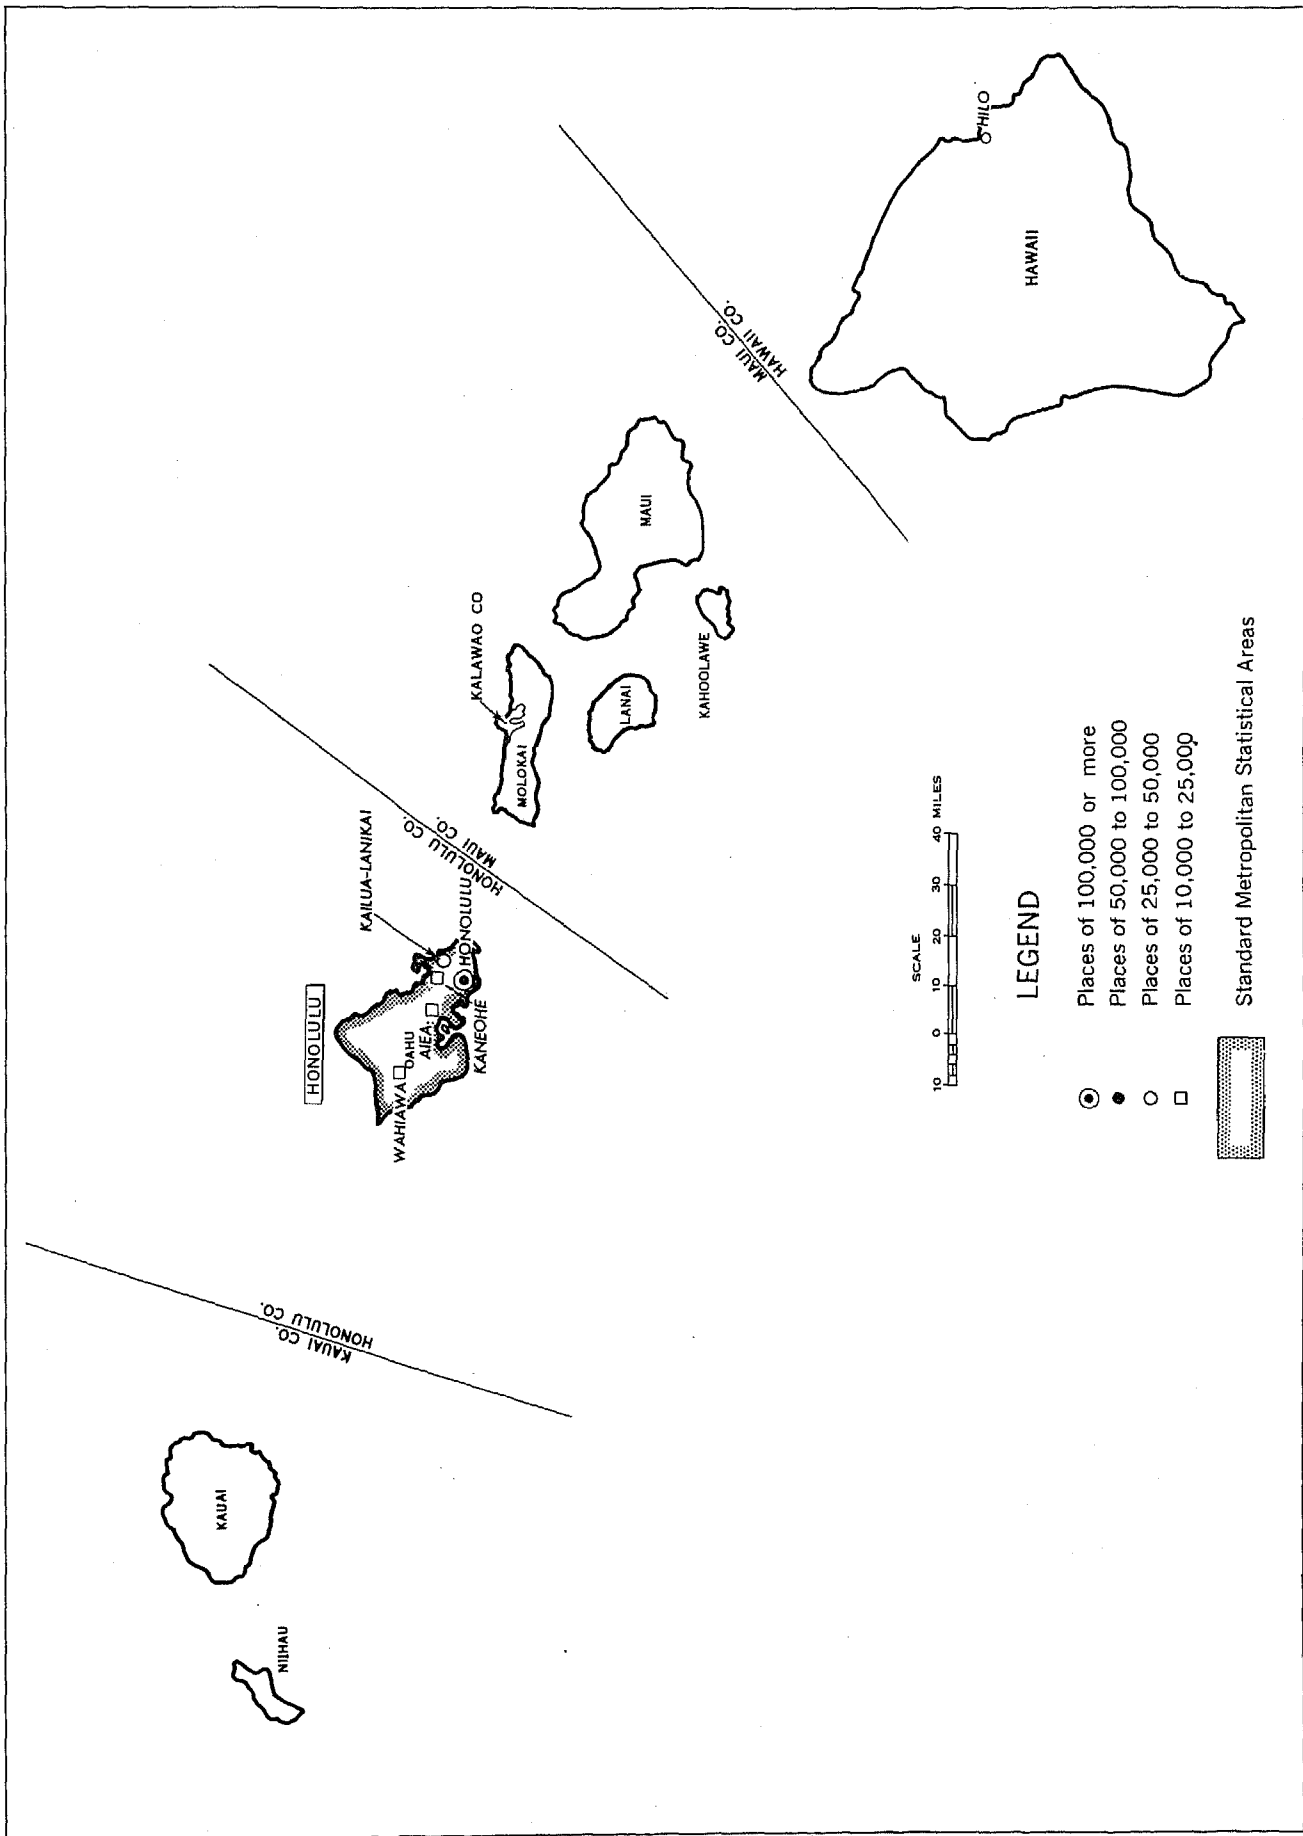 NIIHAU
KAUAI
KAUAI CO.
HONOLULU CO.
HONOLULU
WAHIAWA
OAHU
AIEA
KANEOHE
HONOLULU
KAILUA-LANIKAI
HONOLULU CO.
MAUI CO.
MOLOKAI
KALAWAO CO
LANAI
KAHOOLAWE
MAUI
MAUI CO.
HAWAII CO.
HAWAII
HILO
SCALE
10 0 10 20 30 40 MILES
LEGEND
Places of 100,000 or more
Places of 50,000 to 100,000
Places of 25,000 to 50,000
Places of 10,000 to 25,000
Standard Metropolitan Statistical Areas